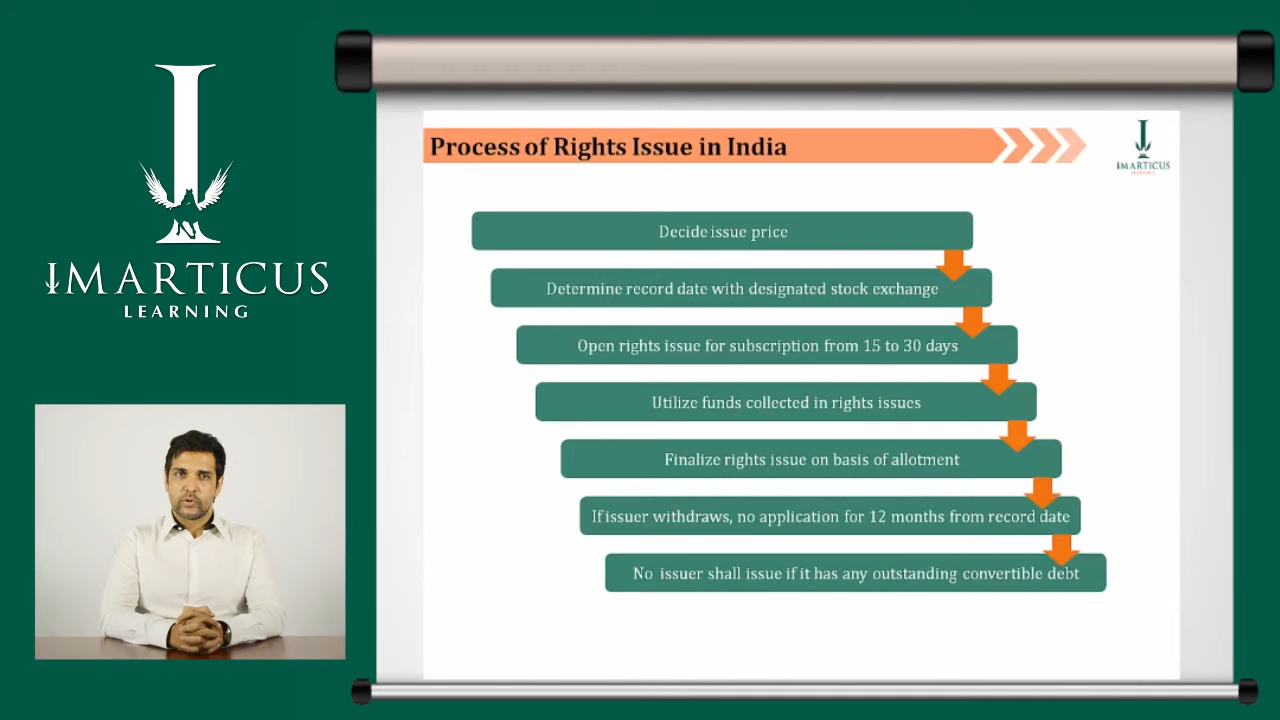 IMARTICUS
LEARNING
Process of Rights Issue in India
IMARTICUS
LEARNING
Decide issue price
Determine record date with designated stock exchange
Open rights issue for subscription from 15 to 30 days
Utilize funds collected in rights issues
Finalize rights issue on basis of allotment
If issuer withdraws, no application for 12 months from record date
No issuer shall issue if it has any outstanding convertible debt